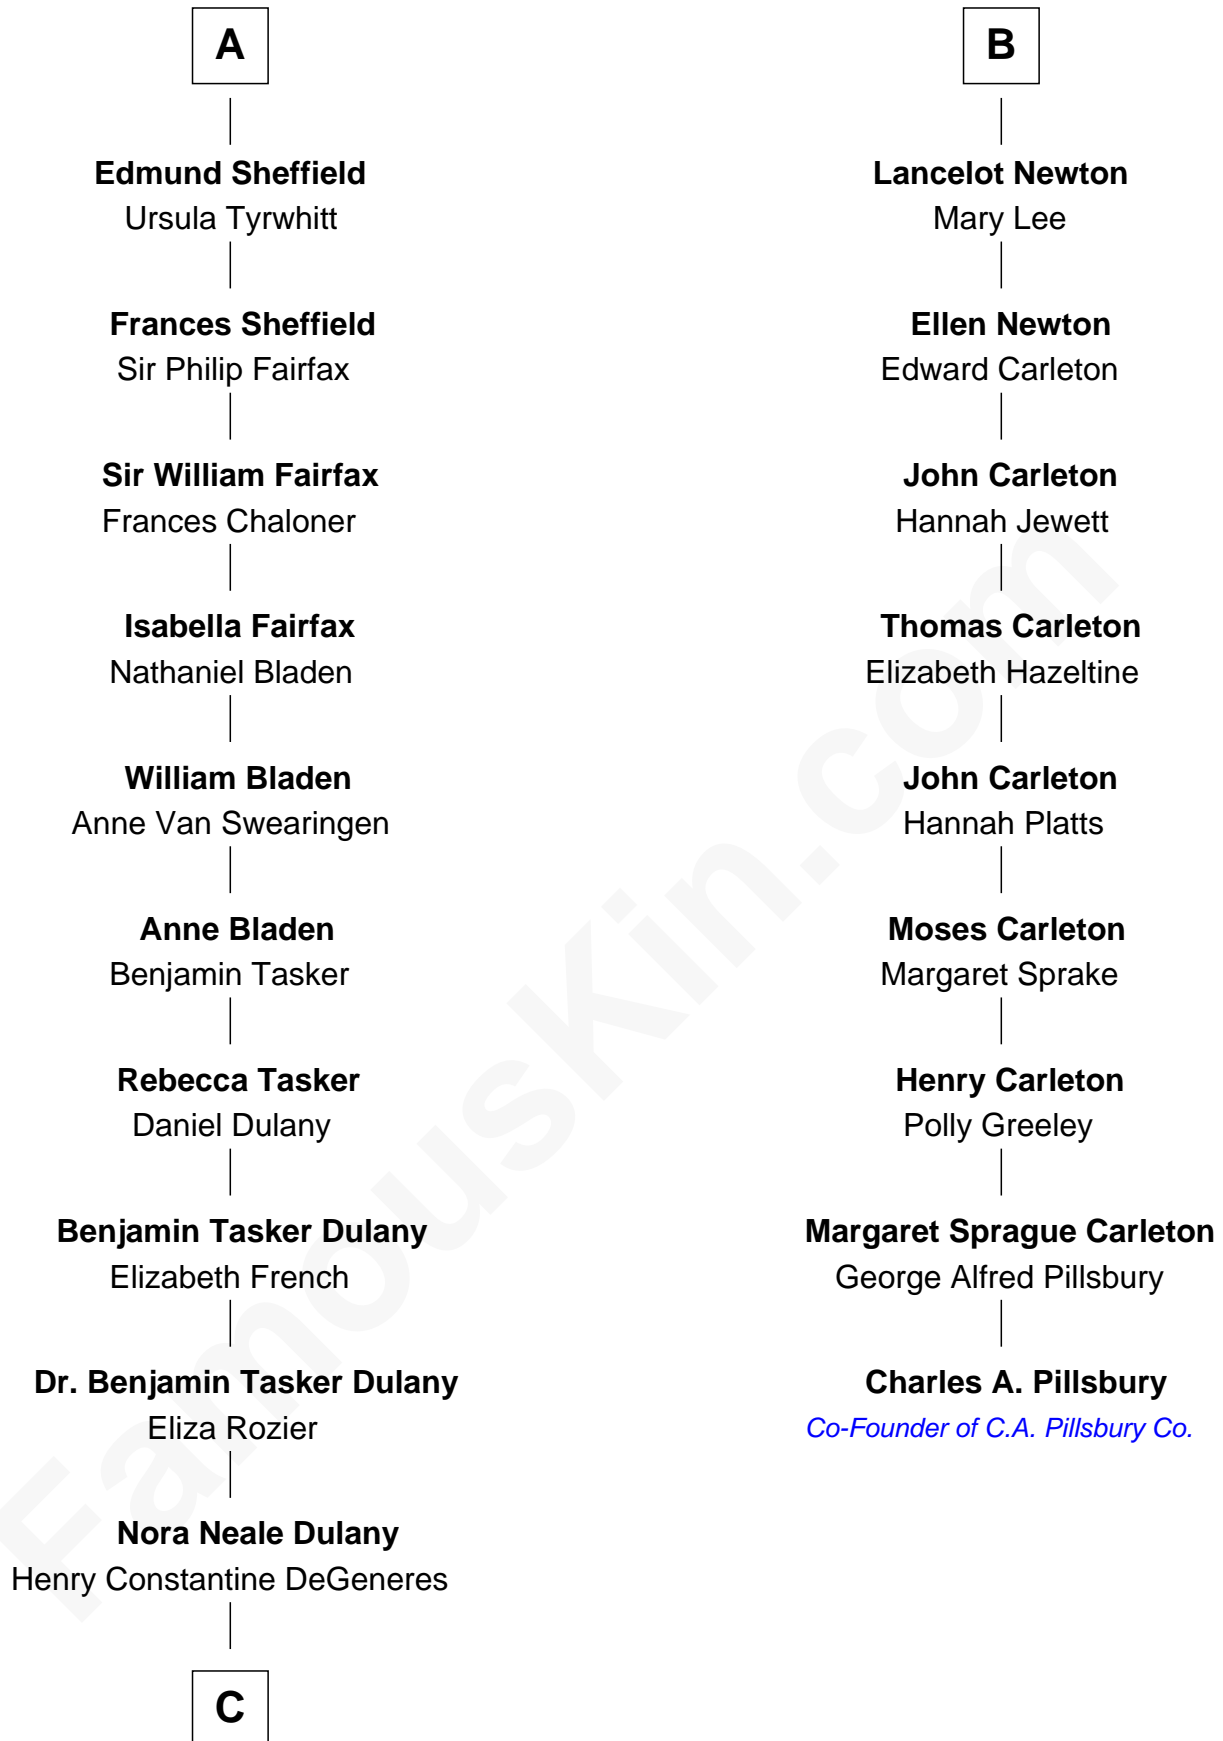 A
Edmund Sheffield
Ursula Tyrwhitt
Frances Sheffield
Sir Philip Fairfax
Sir William Fairfax
Frances Chaloner
Isabella Fairfax
Nathaniel Bladen
William Bladen
Anne Van Swearingen
Anne Bladen
Benjamin Tasker
Rebecca Tasker
Daniel Dulany
Benjamin Tasker Dulany
Elizabeth French
Dr. Benjamin Tasker Dulany
Eliza Rozier
Nora Neale Dulany
Henry Constantine DeGeneres
C
B
Lancelot Newton
Mary Lee
Ellen Newton
Edward Carleton
John Carleton
Hannah Jewett
Thomas Carleton
Elizabeth Hazeltine
John Carleton
Hannah Platts
Moses Carleton
Margaret Sprake
Henry Carleton
Polly Greeley
Margaret Sprague Carleton
George Alfred Pillsbury
Charles A. Pillsbury
Co-Founder of C.A. Pillsbury Co.
FamousKin.com